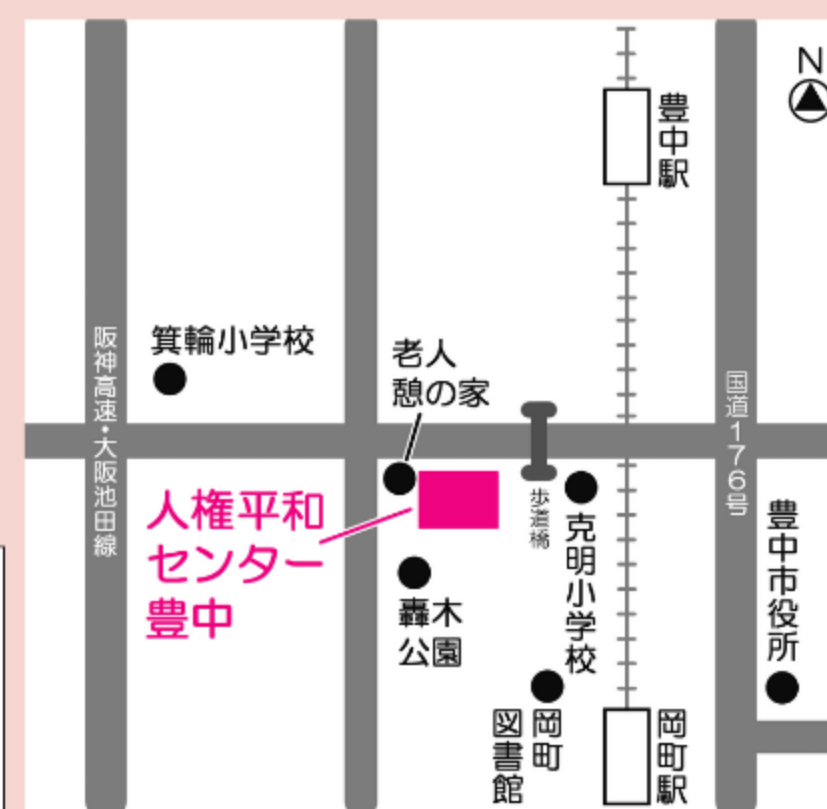 N
豊中駅
阪神高速・大阪池田線
箕輪小学校
老人
憩の家
国道176号
人権平和
センター
豊中
歩道橋
克明小学校
豊中市役所
轟木
公園
岡町
図書館
岡町駅